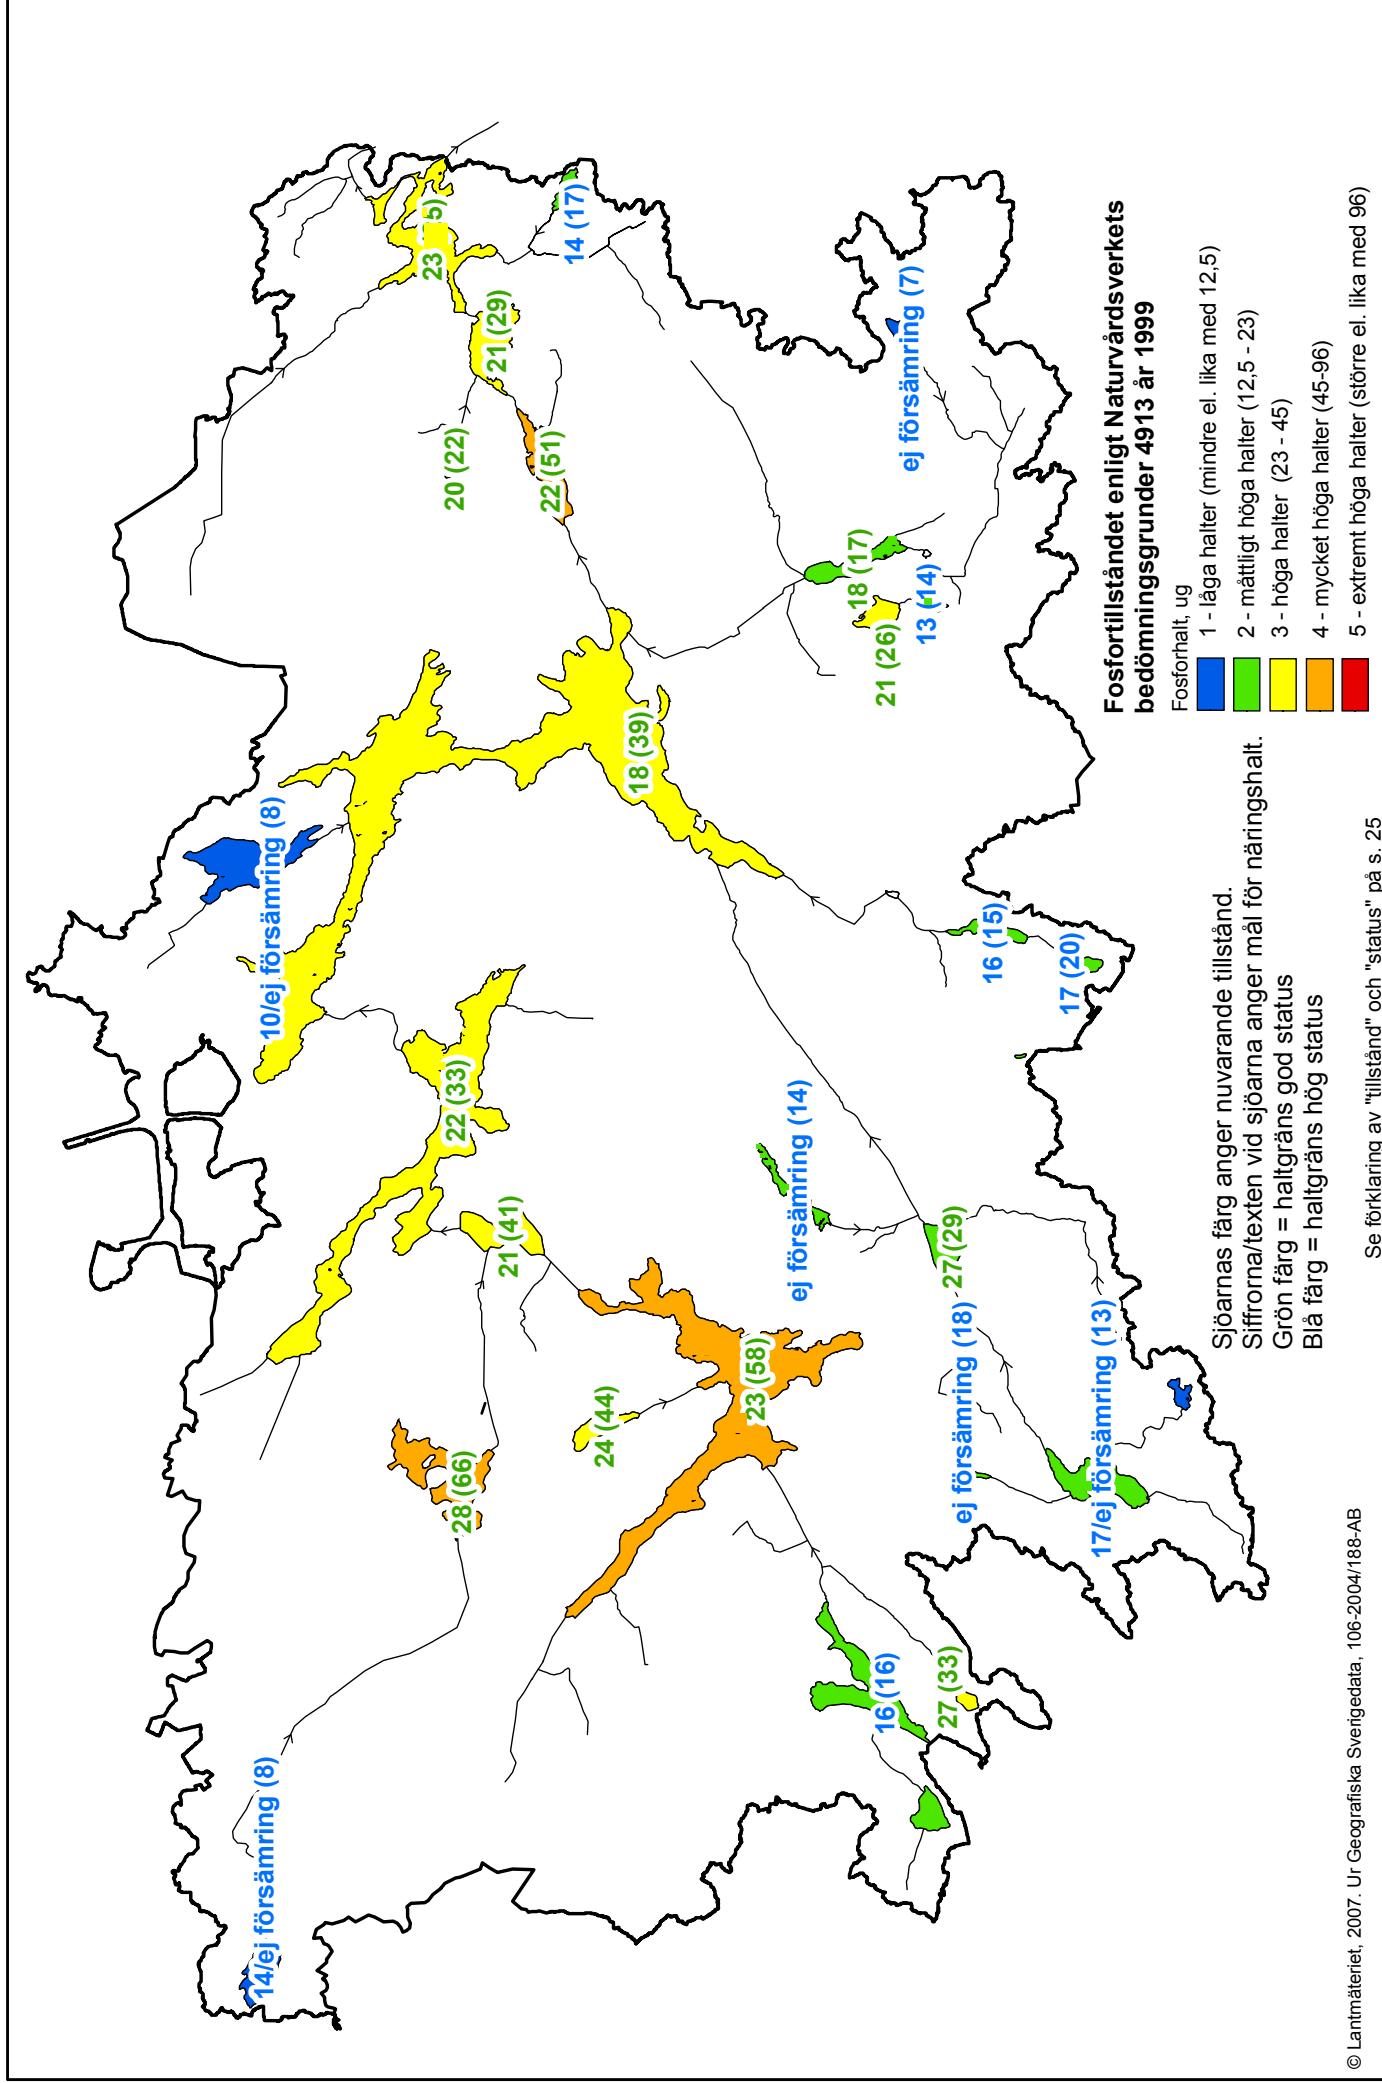 14/ej försämring (8)
10/ej försämring (8)
23 5)
14 (17)
21 (29)
20 (22)
22 (51)
22 (33)
21 (41)
28 (66)
24 (44)
23 (58)
18 (39)
18 (17)
21 (26)
13 (14)
ej försämring (7)
ej försämring (14)
16 (15)
17 (20)
27 (29)
ej försämring (18)
17/ej försämring (13)
16 (16)
27 (33)
Fosfortillståndet enligt Naturvårdsverkets
bedömningsgrunder 4913 år 1999
Fosforhalt, ug
1 - låga halter (mindre el. lika med 12,5)
2 - måttligt höga halter (12,5 - 23)
3 - höga halter (23 - 45)
4 - mycket höga halter (45-96)
5 - extremt höga halter (större el. lika med 96)
Sjöarnas färg anger nuvarande tillstånd.
Siffrorna/texten vid sjöarna anger mål för näringshalt.
Grön färg = haltgräns god status
Blå färg = haltgräns hög status
Se förklaring av "tillstånd" och "status" på s. 25
© Lantmäteriet, 2007. Ur Geografiska Sverigedata, 106-2004/188-AB